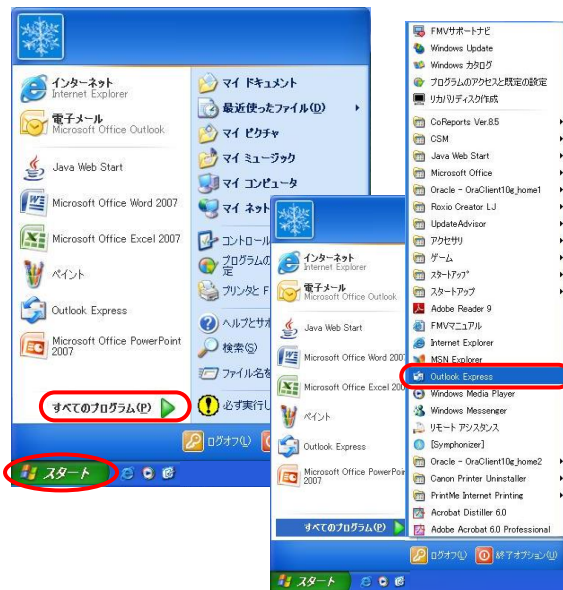 インターネット
Internet Explorer
電子メール
Microsoft Office Outlook
Java Web Start
Microsoft Office Word 2007
Microsoft Office Excel 2007
ペイント
Outlook Express
Microsoft Office PowerPoint
2007
すべてのプログラム(P)
マイ ドキュメント
最近使ったファイル(D)
マイ ピクチャ
マイ ミュージック
マイ コンピュータ
マイ ネット
コントロール
プログラムの
定
プリンタと F
ヘルプとサ
検索(S)
ファイル名を
必ず実行し
ログオフ(L)
スタート
インターネット
Internet Explorer
電子メール
Microsoft Office Outlook
Java Web Start
Microsoft Office Word 200
Microsoft Office Excel 200
ペイント
Outlook Express
Microsoft Office PowerPoi
2007
すべてのプログラム(P)
FMVサポートナビ
Windows Update
Windows カタログ
プログラムのアクセスと既定の設定
リカバリディスク作成
CoReports Ver.8.5
CSM
Java Web Start
Microsoft Office
Oracle - OraClient10g_home1
Roxio Creator LJ
UpdateAdvisor
アクセサリ
ゲーム
スタートアップ
スタートアップ
Adobe Reader 9
FMVマニュアル
Internet Explorer
MSN Explorer
Outlook Express
Windows Media Player
Windows Messenger
リモート アシスタンス
[Symphonizer]
Oracle - OraClient10g_home2
Canon Printer Uninstaller
PrintMe Internet Printing
Acrobat Distiller 6.0
Adobe Acrobat 6.0 Professional
ログオフ(L)
終了オプション(U)
スタート